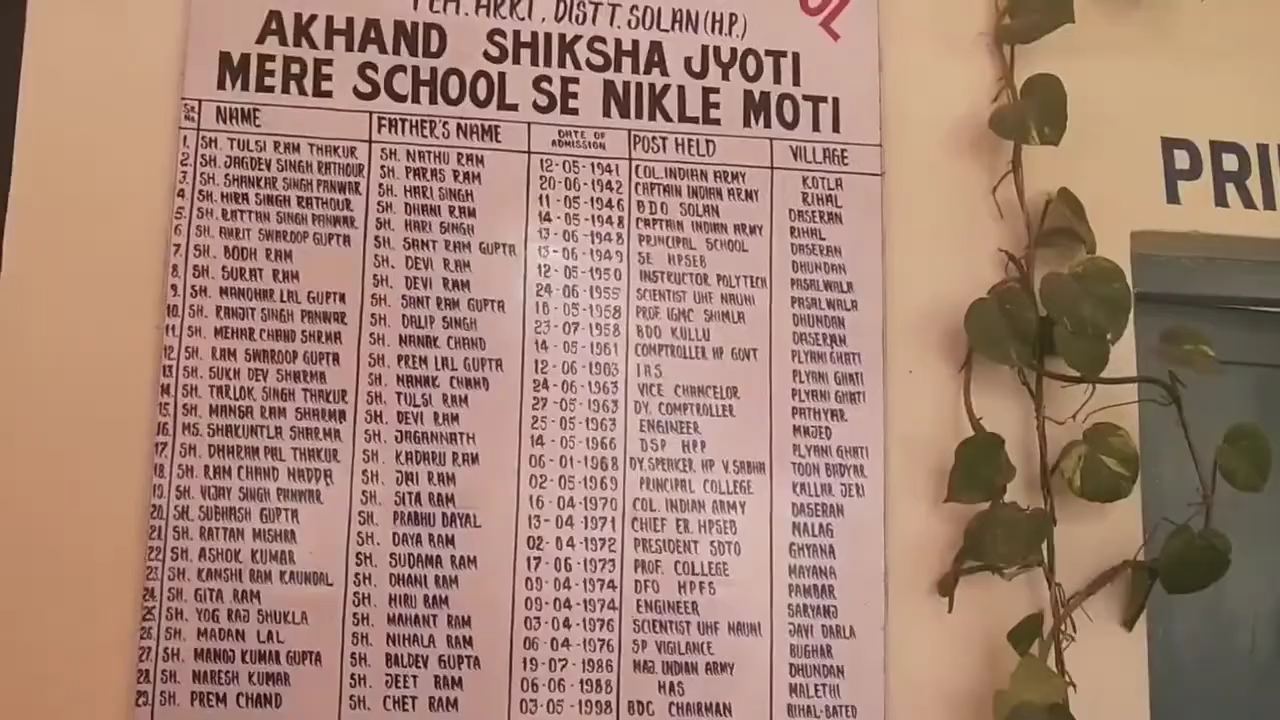 TEH. ARKI, DISTT. SOLAN (H.P.)
AKHAND SHIKSHA JYOTI
MERE SCHOOL SE NIKLE MOTI
SR. No. NAME FATHER'S NAME DATE OF ADMISSION POST HELD VILLAGE
1. SH. TULSI RAM THAKUR SH. NATHU RAM 12-05-1941 COL. INDIAN ARMY KOTLA
2. SH. JAGDEV SINGH RATHOUR SH. PARAS RAM 20-06-1942 CAPTAIN INDIAN ARMY RIHAL
3. SH. SHANKAR SINGH PANWAR SH. HARI SINGH 11-05-1946 BDO SOLAN DASERAN
4. SH. HIRA SINGH RATHOUR SH. DHANI RAM 14-05-1948 CAPTAIN INDIAN ARMY RIHAL
5. SH. RATTAN SINGH PANWAR SH. HARI SINGH 13-06-1948 PRINCIPAL SCHOOL DASERAN
6. SH. AMRIT SWAROOP GUPTA SH. SANT RAM GUPTA 13-06-1949 SE HPSEB DHUNDAN
7. SH. BODH RAM SH. DEVI RAM 12-05-1950 INSTRUCTOR POLYTECH PASALWALA
8. SH. SURAT RAM SH. DEVI RAM 24-06-1955 SCIENTIST UHF NAUNI PASALWALA
9. SH. MANOHAR LAL GUPTA SH. SANT RAM GUPTA 16-05-1958 PROF. IGMC SHIMLA DHUNDAN
10. SH. RANJIT SINGH PANWAR SH. DALIP SINGH 23-07-1958 BDO KULLU DASERAN
11. SH. MEHAR CHAND SHRMA SH. NANAK CHAND 14-05-1961 COMPTROLLER HP GOVT PLYANI GHATI
12. SH. RAM SWAROOP GUPTA SH. PREM LAL GUPTA 12-06-1963 IAS PLYANI GHATI
13. SH. SUKH DEV SHARMA SH. NANAK CHAND 24-06-1963 VICE CHANCELOR PLYANI GHATI
14. SH. TARLOK SINGH THAKUR SH. TULSI RAM 27-05-1963 DY. COMPTROLLER PATHYAR
15. SH. MANSA RAM SHARMA SH. DEVI RAM 25-05-1963 ENGINEER MAJED
16. MS. SHAKUNTLA SHARMA SH. JAGANNATH 14-05-1966 DSP HPP PLYANI GHATI
17. SH. DHARAM PAL THAKUR SH. KADARU RAM 06-01-1968 DY.SPEAKER HP V.SABHA TOON BADYAR
18. SH. RAM CHAND NADDA SH. JAI RAM 02-05-1969 PRINCIPAL COLLEGE KALLAR JERI
19. SH. VIJAY SINGH PANWAR SH. SITA RAM 16-04-1970 COL. INDIAN ARMY DASERAN
20. SH. SUBHASH GUPTA SH. PRABHU DAYAL 13-04-1971 CHIEF ER. HPSEB NALAG
21. SH. RATTAN MISHRA SH. DAYA RAM 02-04-1972 PRESIDENT SDTO GHYANA
22. SH. ASHOK KUMAR SH. SUDAMA RAM 17-06-1973 PROF. COLLEGE MAYANA
23. SH. KANSHI RAM KAUNDAL SH. DHANI RAM 09-04-1974 DFO HPFS PAMBAR
24. SH. GITA RAM SH. HIRU RAM 09-04-1974 ENGINEER SARYANJ
25. SH. YOG RAJ SHUKLA SH. MAHANT RAM 03-04-1976 SCIENTIST UHF NAUNI JAVI DARLA
26. SH. MADAN LAL SH. NIHALA RAM 06-04-1976 SP VIGILANCE BUGHAR
27. SH. MANOJ KUMAR GUPTA SH. BALDEV GUPTA 19-07-1986 MAJ. INDIAN ARMY DHUNDAN
28. SH. NARESH KUMAR SH. JEET RAM 06-06-1988 HAS MALETHI
29. SH. PREM CHAND SH. CHET RAM 03-05-1998 BDC CHAIRMAN RIHAL-BATED
PRI